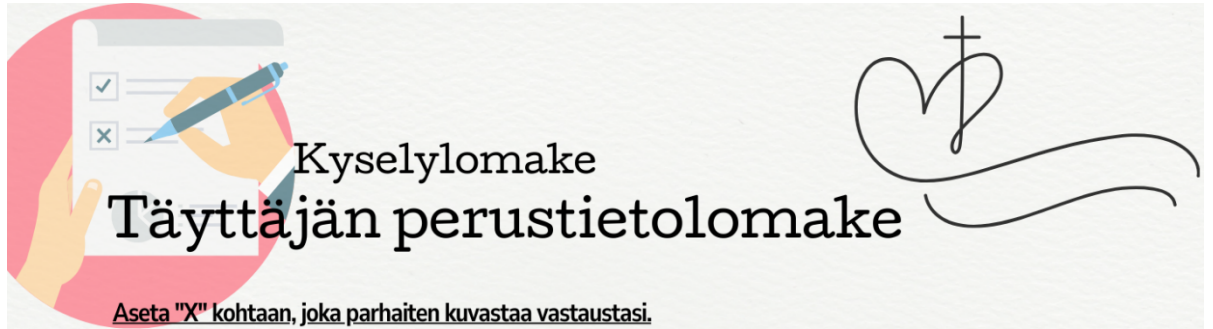 Kyselylomake
Täyttäjän perustietolomake
Aseta "X" kohtaan, joka parhaiten kuvastaa vastaustasi.